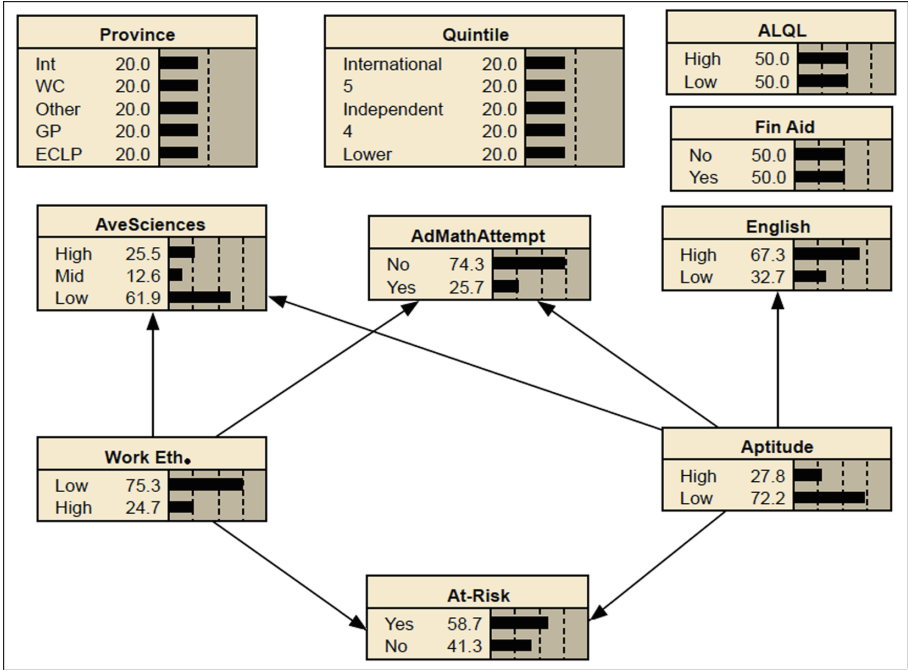 Province
Int 20.0
WC 20.0
Other 20.0
GP 20.0
ECLP 20.0
Quintile
International 20.0
5 20.0
Independent 20.0
4 20.0
Lower 20.0
ALQL
High 50.0
Low 50.0
Fin Aid
No 50.0
Yes 50.0
AveSciences
High 25.5
Mid 12.6
Low 61.9
AdMathAttempt
No 74.3
Yes 25.7
English
High 67.3
Low 32.7
Work Eth.
Low 75.3
High 24.7
Aptitude
High 27.8
Low 72.2
At-Risk
Yes 58.7
No 41.3